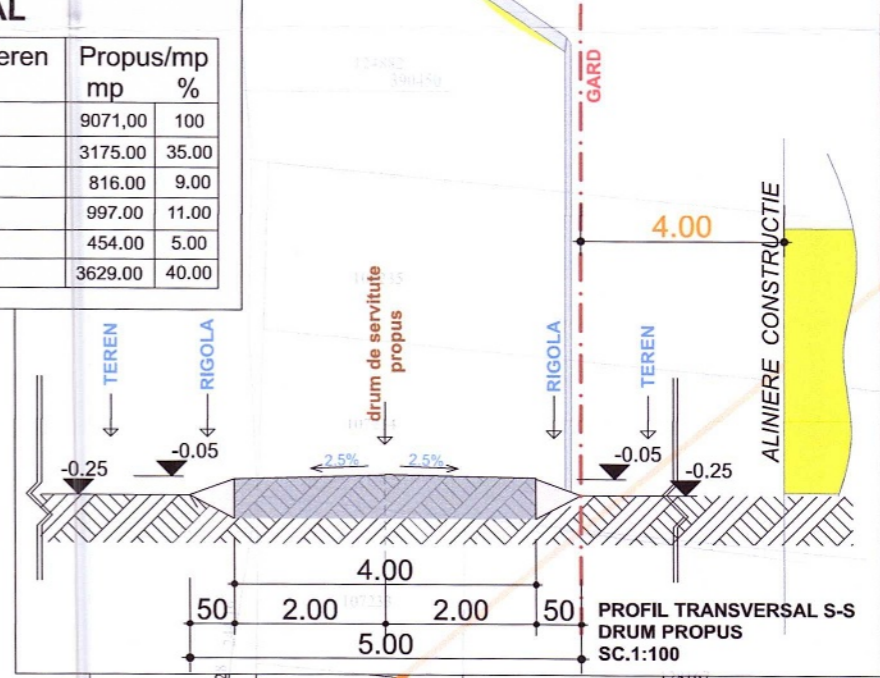 AL
eren Propus/mp
mp %
9071,00 100
3175.00 35.00
816.00 9.00
997.00 11.00
454.00 5.00
3629.00 40.00
124882
390450
GARD
4.00
ALINIERE CONSTRUCTIE
TEREN
RIGOLA
drum de servitute
propus
RIGOLA
TEREN
-0.25
-0.05
2.5%
2.5%
-0.05
-0.25
4.00
50
2.00
2.00
50
5.00
PROFIL TRANSVERSAL S-S
DRUM PROPUS
SC.1:100